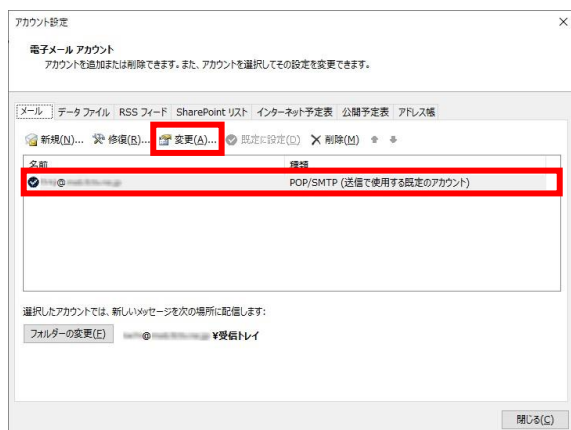 アカウント設定
電子メール アカウント
アカウントを追加または削除できます。また、アカウントを選択してその設定を変更できます。
メール データ ファイル RSS フィード SharePoint リスト インターネット予定表 公開予定表 アドレス帳
新規(N)... 修復(R)... 変更(A)... 既定に設定(D) 削除(M)
名前 種類
@ POP/SMTP (送信で使用する既定のアカウント)
選択したアカウントでは、新しいメッセージを次の場所に配信します:
フォルダーの変更(F) @ ¥受信トレイ
閉じる(C)